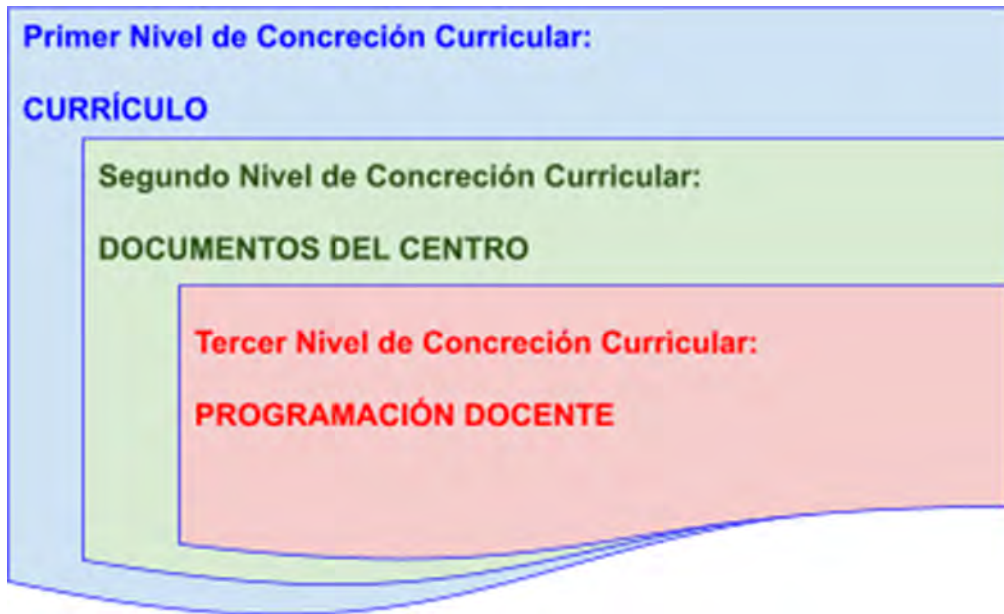 Primer Nivel de Concreción Curricular:
CURRÍCULO
Segundo Nivel de Concreción Curricular:
DOCUMENTOS DEL CENTRO
Tercer Nivel de Concreción Curricular:
PROGRAMACIÓN DOCENTE